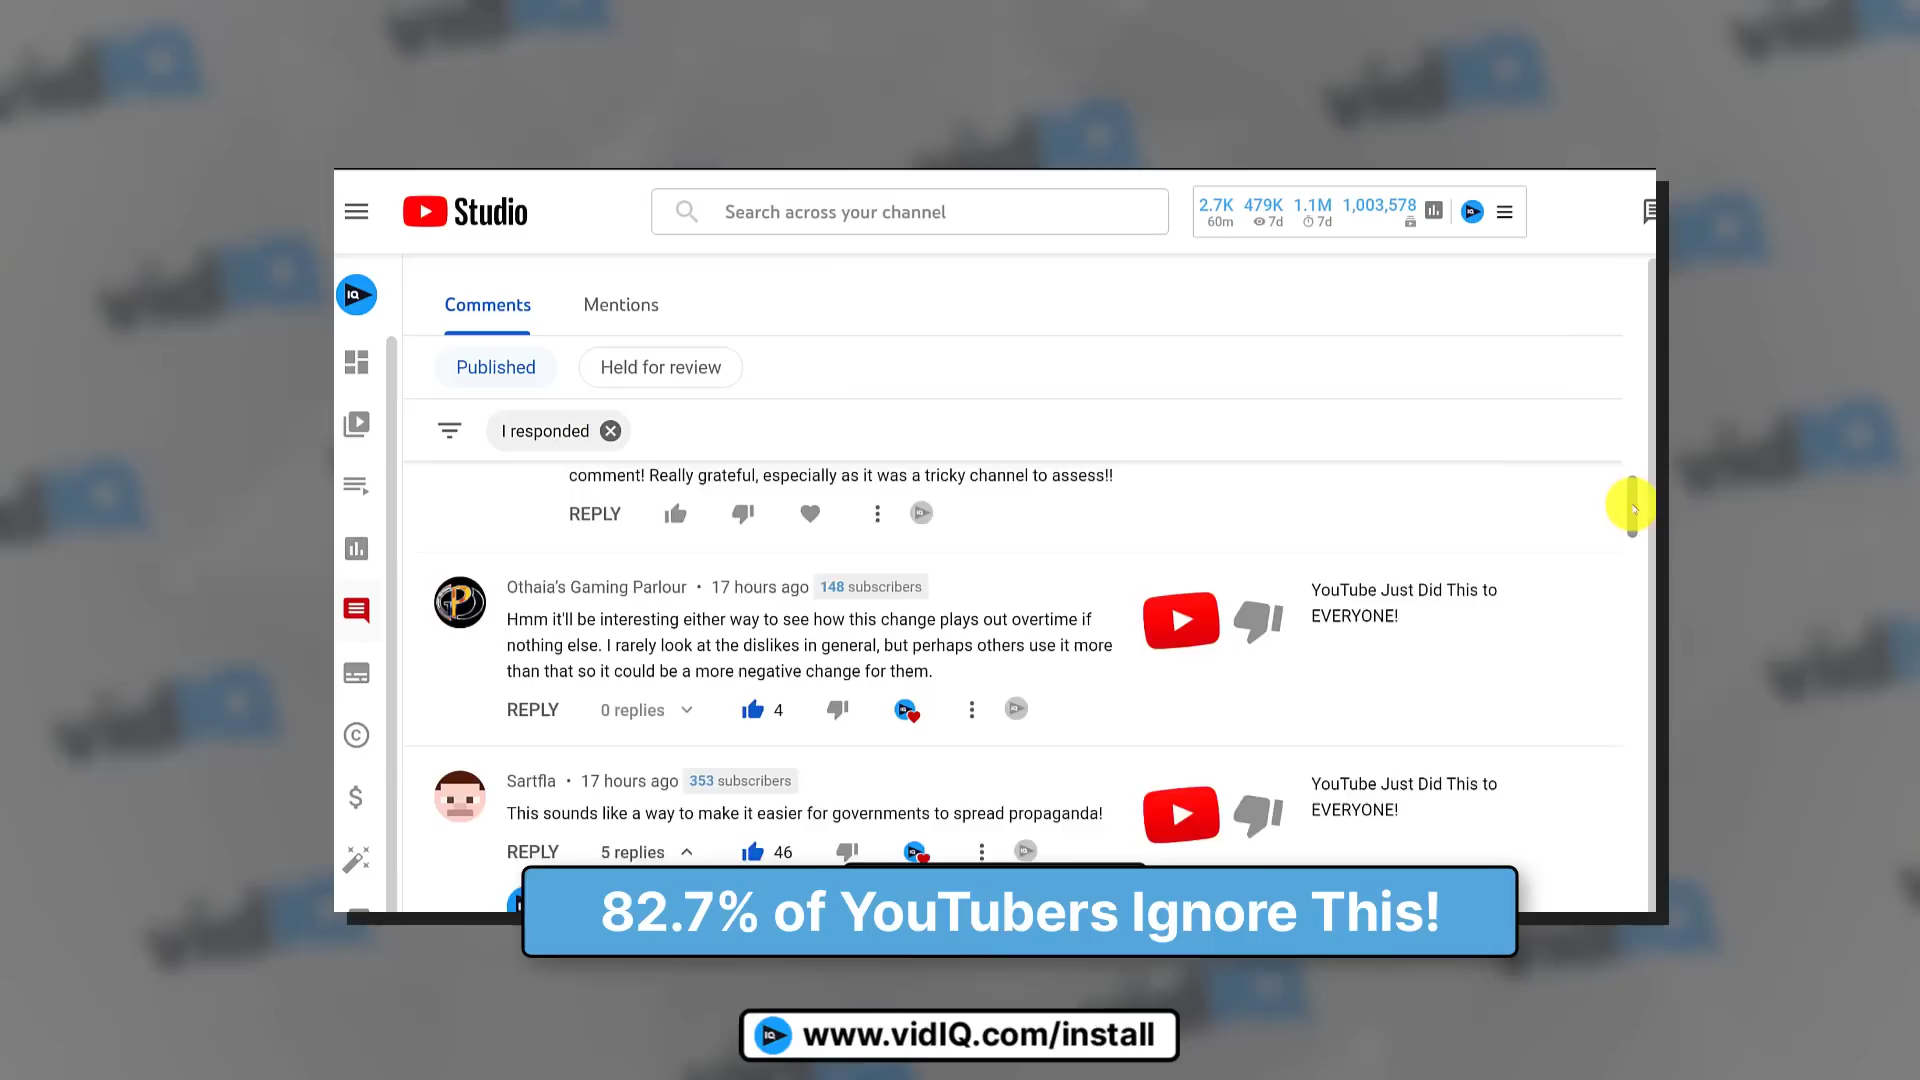 Studio
Search across your channel
2.7K 479K 1.1M 1,003,578
60m 7d 7d
IQ
Comments
Mentions
Published
Held for review
I responded
comment! Really grateful, especially as it was a tricky channel to assess!!
REPLY
Othaia's Gaming Parlour • 17 hours ago 148 subscribers
YouTube Just Did This to
EVERYONE!
Hmm it'll be interesting either way to see how this change plays out overtime if
nothing else. I rarely look at the dislikes in general, but perhaps others use it more
than that so it could be a more negative change for them.
REPLY 0 replies 4
Sartfla • 17 hours ago 353 subscribers
YouTube Just Did This to
EVERYONE!
This sounds like a way to make it easier for governments to spread propaganda!
REPLY 5 replies 46
82.7% of YouTubers Ignore This!
IQ www.vidIQ.com/install
vidIQ